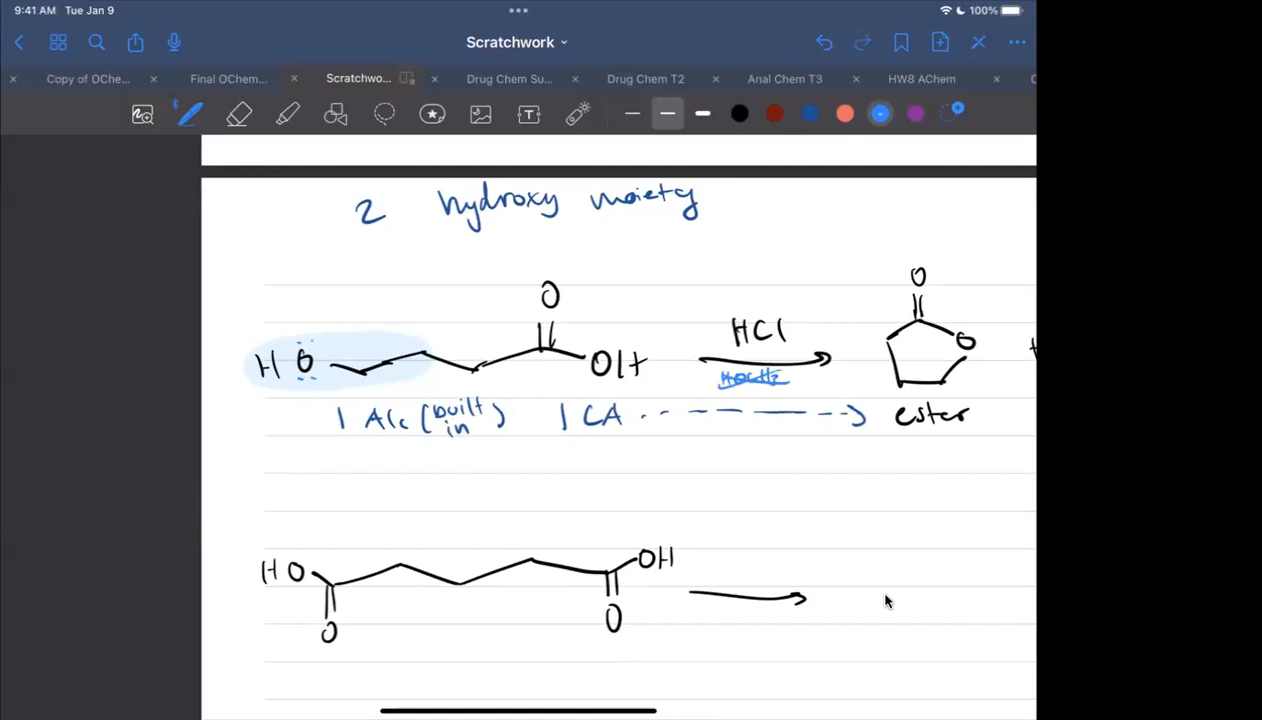 9:41 AM Tue Jan 9
100%
Scratchwork
Copy of OChe...
Final OChem...
Scratchwo...
Drug Chem Su...
Drug Chem T2
Anal Chem T3
HW8 AChem
2 hydroxy moiety
O
O
HCl
H O
OH
O
1 Alc (built in)
1 CA
ester
HO
OH
O
O